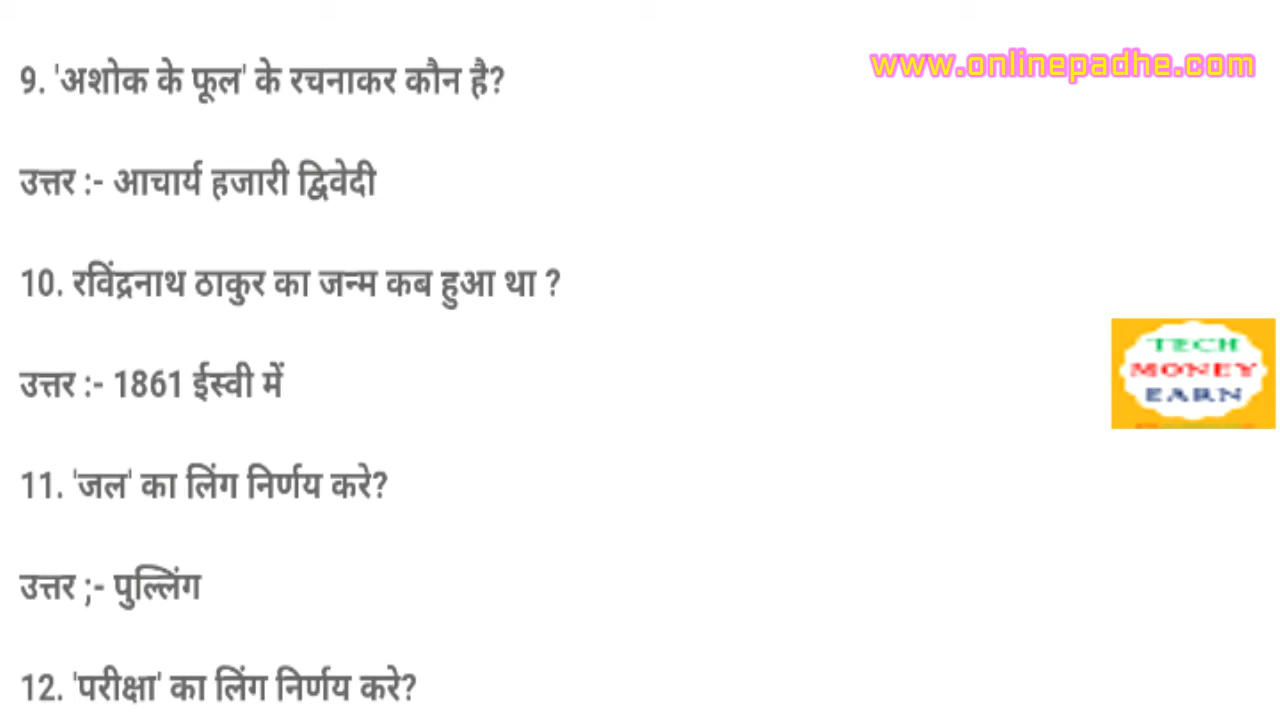 www.onlinepadhe.com
9. 'अशोक के फूल' के रचनाकर कौन है?
उत्तर :- आचार्य हजारी द्विवेदी
10. रविंद्रनाथ ठाकुर का जन्म कब हुआ था ?
उत्तर :- 1861 ईस्वी में
TECH
MONEY
EARN
11. 'जल' का लिंग निर्णय करे?
उत्तर ;- पुल्लिंग
12. 'परीक्षा' का लिंग निर्णय करे?